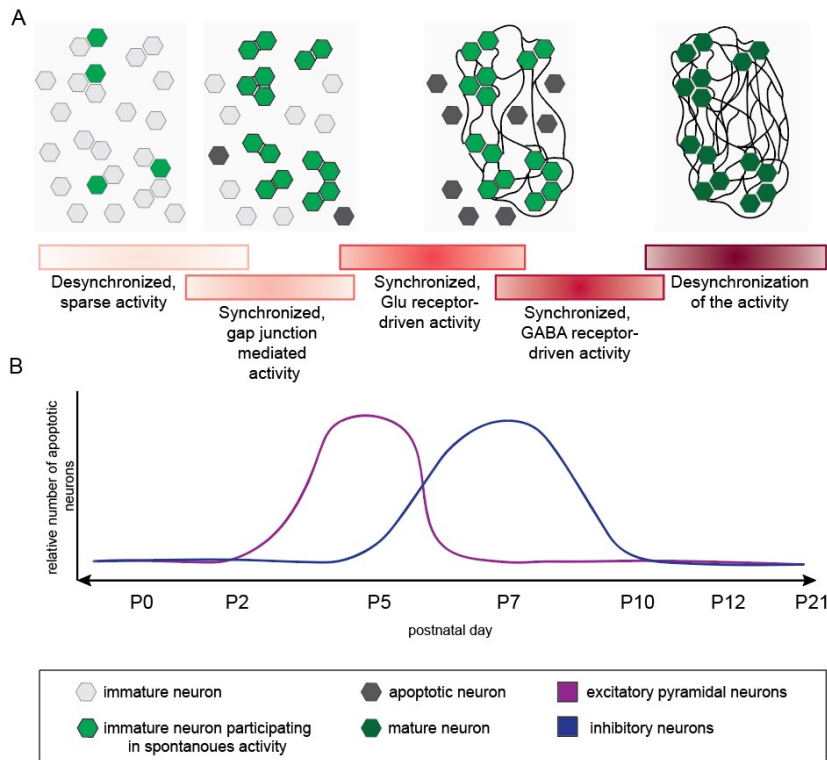 A
Desynchronized,
sparse activity
Synchronized,
gap junction
mediated
activity
Synchronized,
Glu receptor-
driven activity
Synchronized,
GABA receptor-
driven activity
Desynchronization
of the activity
B
relative number of apoptotic
neurons
P0
P2
P5
P7
P10
P12
P21
postnatal day
immature neuron
apoptotic neuron
excitatory pyramidal neurons
immature neuron participating
in spontanoues activity
mature neuron
inhibitory neurons